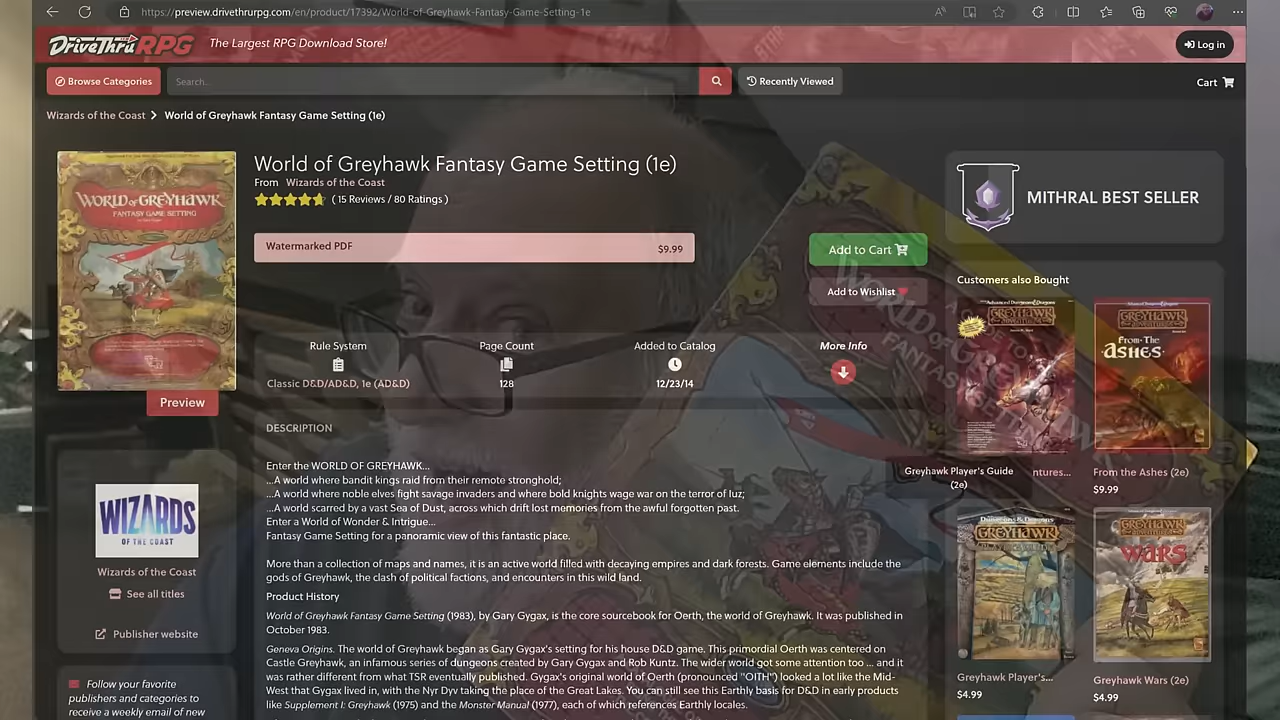 https://preview.drivethrurpg.com/en/product/17392/World-of-Greyhawk-Fantasy-Game-Setting-1e
DriveThruRPG The Largest RPG Download Store!
Log in
Browse Categories
Search...
Recently Viewed
Cart
Wizards of the Coast > World of Greyhawk Fantasy Game Setting (1e)
WORLD OF GREYHAWK
FANTASY GAME SETTING
Preview
World of Greyhawk Fantasy Game Setting (1e)
From Wizards of the Coast
( 15 Reviews / 80 Ratings )
Watermarked PDF $9.99
Add to Cart
Add to Wishlist
Rule System
Classic D&D/AD&D, 1e (AD&D)
Page Count
128
Added to Catalog
12/23/14
More Info
DESCRIPTION
Enter the WORLD OF GREYHAWK...
...A world where bandit kings raid from their remote stronghold;
...A world where noble elves fight savage invaders and where bold knights wage war on the terror of Iuz;
...A world scarred by a vast Sea of Dust, across which drift lost memories from the awful forgotten past.
Enter a World of Wonder & Intrigue...
Fantasy Game Setting for a panoramic view of this fantastic place.
More than a collection of maps and names, it is an active world filled with decaying empires and dark forests. Game elements include the
gods of Greyhawk, the clash of political factions, and encounters in this wild land.
Product History
World of Greyhawk Fantasy Game Setting (1983), by Gary Gygax, is the core sourcebook for Oerth, the world of Greyhawk. It was published in
October 1983.
Geneva Origins. The world of Greyhawk began as Gary Gygax's setting for his house D&D game. This primordial Oerth was centered on
Castle Greyhawk, an infamous series of dungeons created by Gary Gygax and Rob Kuntz. The wider world got some attention too ... and it
was rather different from what TSR eventually published. Gygax's original world of Oerth (pronounced "OITH") looked a lot like the Mid-
West that Gygax lived in, with the Nyr Dyv taking the place of the Great Lakes. You can still see this Earthly basis for D&D in early products
like Supplement I: Greyhawk (1975) and the Monster Manual (1977), each of which references Earthly locales.
WIZARDS
OF THE COAST
Wizards of the Coast
See all titles
Publisher website
Follow your favorite
publishers and categories to
receive a weekly email of new
MITHRAL BEST SELLER
Customers also Bought
GREYHAWK
GREYHAWK
From The
ASHES
Greyhawk Player's Guide
(2e)
ntures...
From the Ashes (2e)
$9.99
GREYHAWK
GREYHAWK
WARS
Greyhawk Player's...
$4.99
Greyhawk Wars (2e)
$4.99